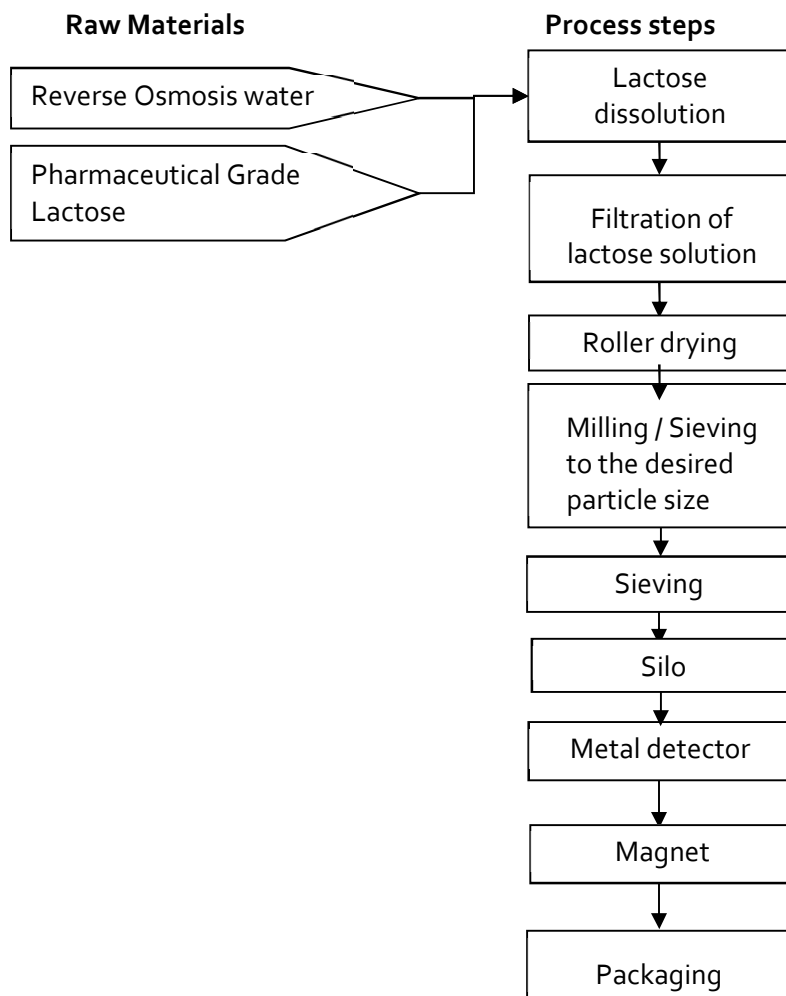 Raw Materials
Process steps
Reverse Osmosis water
Pharmaceutical Grade
Lactose
Lactose
dissolution
Filtration of
lactose solution
Roller drying
Milling / Sieving
to the desired
particle size
Sieving
Silo
Metal detector
Magnet
Packaging